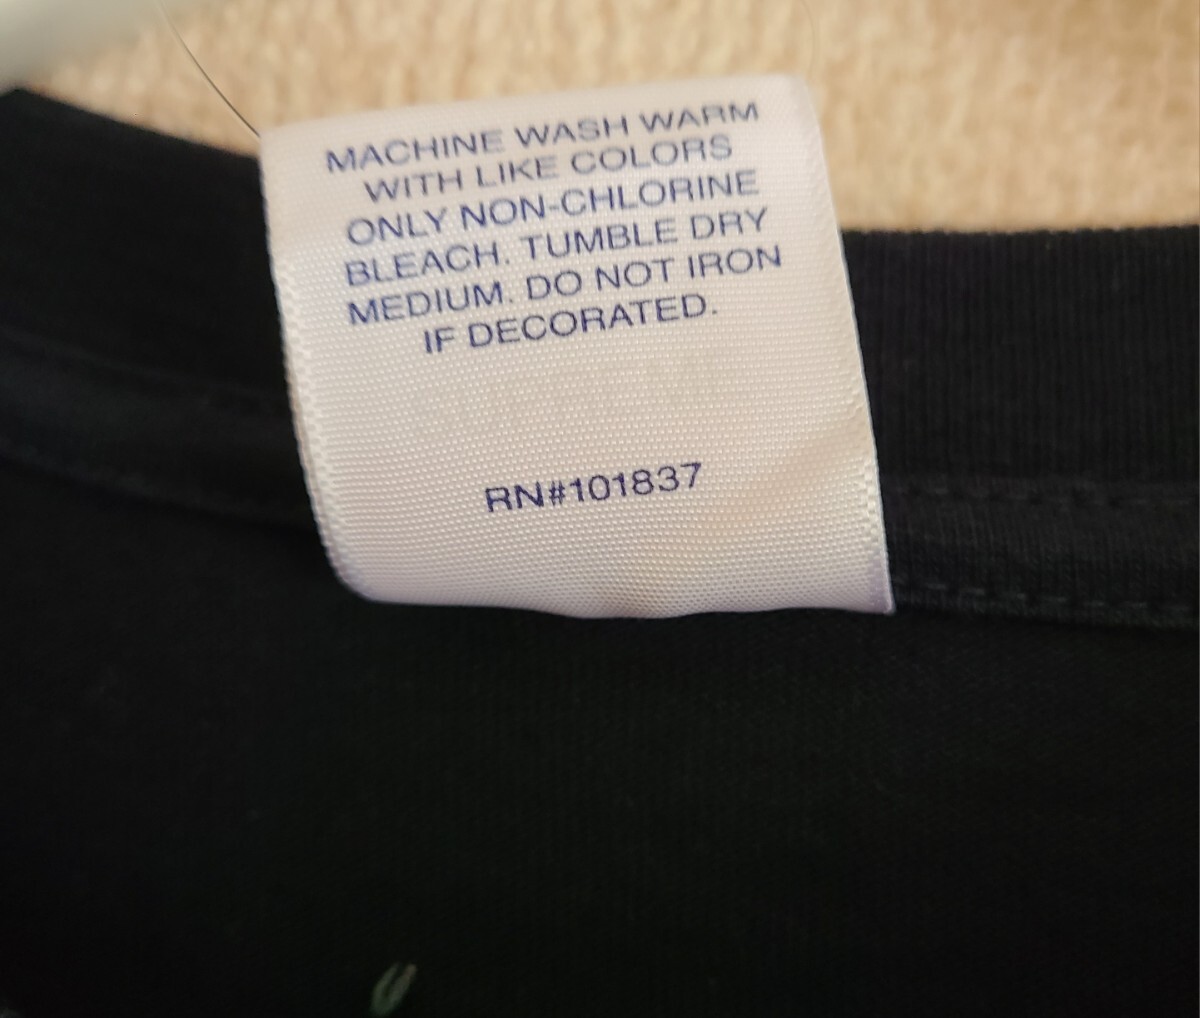 MACHINE WASH WARM
WITH LIKE COLORS
ONLY NON-CHLORINE
BLEACH. TUMBLE DRY
MEDIUM. DO NOT IRON
IF DECORATED.
RN#101837